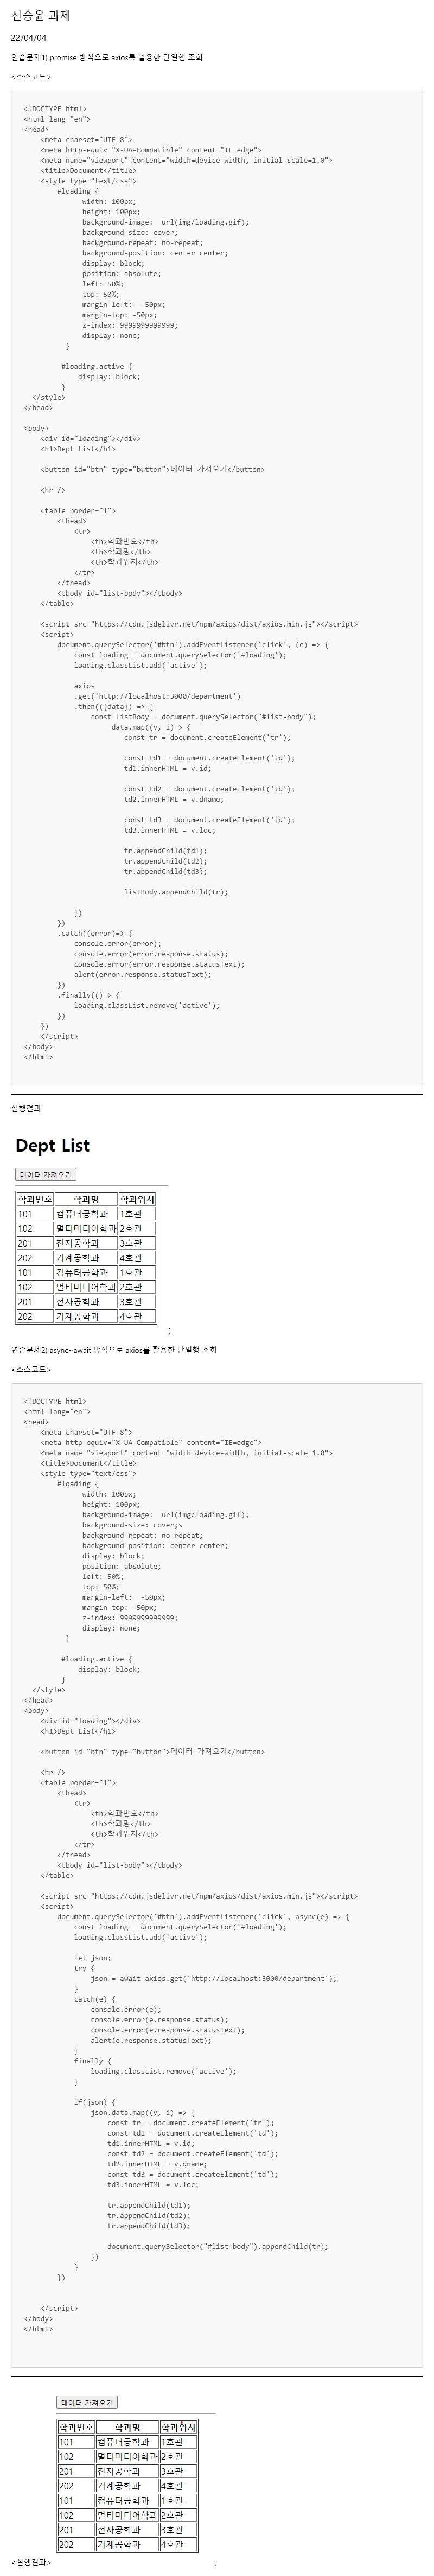 신승윤 과제
22/04/04
연습문제1) promise 방식으로 axios를 활용한 단일행 조회
<소스코드>
<!DOCTYPE html>
<html lang="en">
<head>
    <meta charset="UTF-8">
    <meta http-equiv="X-UA-Compatible" content="IE=edge">
    <meta name="viewport" content="width=device-width, initial-scale=1.0">
    <title>Document</title>
    <style type="text/css">
        #loading {
              width: 100px;
              height: 100px;
              background-image:  url(img/loading.gif);
              background-size: cover;
              background-repeat: no-repeat;
              background-position: center center;
              display: block;
              position: absolute;
              left: 50%;
              top: 50%;
              margin-left:  -50px;
              margin-top: -50px;
              z-index: 9999999999999;
              display: none;
          }
         #loading.active {
             display: block;
         }
  </style>
</head>
<body>
    <div id="loading"></div>
    <h1>Dept List</h1>
    <button id="btn" type="button">데이터 가져오기</button>
    <hr />
    <table border="1">
        <thead>
            <tr>
                <th>학과번호</th>
                <th>학과명</th>
                <th>학과위치</th>
            </tr>
        </thead>
        <tbody id="list-body"></tbody>
    </table>
    <script src="https://cdn.jsdelivr.net/npm/axios/dist/axios.min.js"></script>
    <script>
        document.querySelector('#btn').addEventListener('click', (e) => {
            const loading = document.querySelector('#loading');
            loading.classList.add('active');
            axios
            .get('http://localhost:3000/department')
            .then(({data}) => {
                const listBody = document.querySelector("#list-body");
                     data.map((v, i)=> {
                        const tr = document.createElement('tr');
                        const td1 = document.createElement('td');
                        td1.innerHTML = v.id;
                        const td2 = document.createElement('td');
                        td2.innerHTML = v.dname;
                        const td3 = document.createElement('td');
                        td3.innerHTML = v.loc;
                        tr.appendChild(td1);
                        tr.appendChild(td2);
                        tr.appendChild(td3);
                        listBody.appendChild(tr);
            })
        })
        .catch((error)=> {
            console.error(error);
            console.error(error.response.status);
            console.error(error.response.statusText);
            alert(error.response.statusText);
        })
        .finally(()=> {
            loading.classList.remove('active');
        })
    })
    </script>
</body>
</html>
실행결과
Dept List
데이터 가져오기
학과번호 학과명 학과위치
101 컴퓨터공학과 1호관
102 멀티미디어학과 2호관
201 전자공학과 3호관
202 기계공학과 4호관
101 컴퓨터공학과 1호관
102 멀티미디어학과 2호관
201 전자공학과 3호관
202 기계공학과 4호관
;
연습문제2) async~await 방식으로 axios를 활용한 단일행 조회
<소스코드>
<!DOCTYPE html>
<html lang="en">
<head>
    <meta charset="UTF-8">
    <meta http-equiv="X-UA-Compatible" content="IE=edge">
    <meta name="viewport" content="width=device-width, initial-scale=1.0">
    <title>Document</title>
    <style type="text/css">
        #loading {
              width: 100px;
              height: 100px;
              background-image:  url(img/loading.gif);
              background-size: cover;s
              background-repeat: no-repeat;
              background-position: center center;
              display: block;
              position: absolute;
              left: 50%;
              top: 50%;
              margin-left:  -50px;
              margin-top: -50px;
              z-index: 9999999999999;
              display: none;
          }
         #loading.active {
             display: block;
         }
  </style>
</head>
<body>
    <div id="loading"></div>
    <h1>Dept List</h1>
    <button id="btn" type="button">데이터 가져오기</button>
    <hr />
    <table border="1">
        <thead>
            <tr>
                <th>학과번호</th>
                <th>학과명</th>
                <th>학과위치</th>
            </tr>
        </thead>
        <tbody id="list-body"></tbody>
    </table>
    <script src="https://cdn.jsdelivr.net/npm/axios/dist/axios.min.js"></script>
    <script>
        document.querySelector('#btn').addEventListener('click', async(e) => {
            const loading = document.querySelector('#loading');
            loading.classList.add('active');
            let json;
            try {
                json = await axios.get('http://localhost:3000/department');
            }
            catch(e) {
                console.error(e);
                console.error(e.response.status);
                console.error(e.response.statusText);
                alert(e.response.statusText);
            }
            finally {
                loading.classList.remove('active');
            }
            if(json) {
                json.data.map((v, i) => {
                    const tr = document.createElement('tr');
                    const td1 = document.createElement('td');
                    td1.innerHTML = v.id;
                    const td2 = document.createElement('td');
                    td2.innerHTML = v.dname;
                    const td3 = document.createElement('td');
                    td3.innerHTML = v.loc;
                    tr.appendChild(td1);
                    tr.appendChild(td2);
                    tr.appendChild(td3);
                    document.querySelector("#list-body").appendChild(tr);
                })
            }
        })
    </script>
</body>
</html>
데이터 가져오기
학과번호 학과명 학과위치
101 컴퓨터공학과 1호관
102 멀티미디어학과 2호관
201 전자공학과 3호관
202 기계공학과 4호관
101 컴퓨터공학과 1호관
102 멀티미디어학과 2호관
201 전자공학과 3호관
202 기계공학과 4호관
<실행결과> :